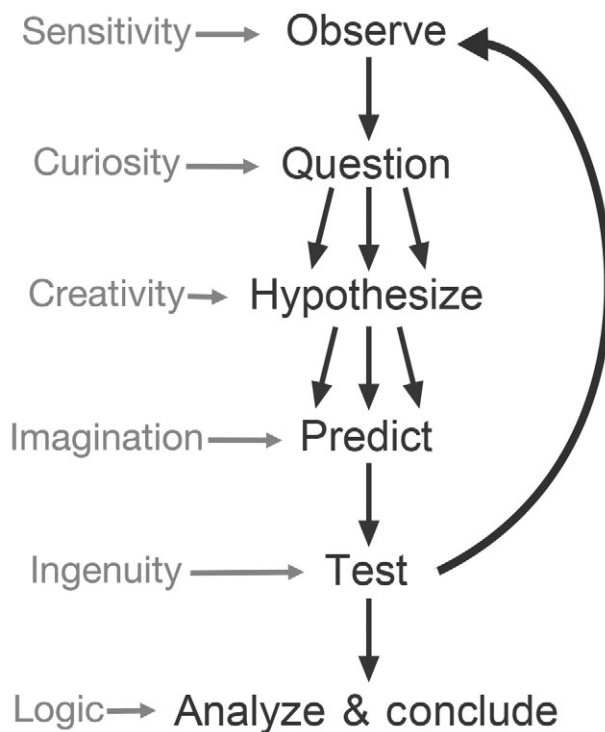 Sensitivity Observe
Curiosity Question
Creativity Hypothesize
Imagination Predict
Ingenuity Test
Logic Analyze & conclude